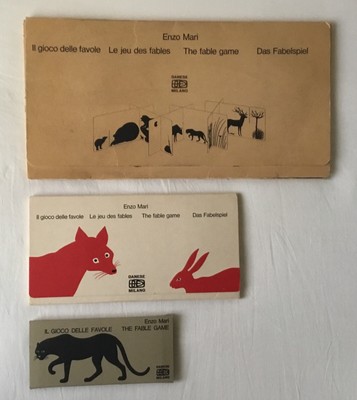 Enzo Mari
Il gioco delle favole Le jeu des fables The fable game Das Fabelspiel
DANESE
MILANO
Enzo Mari
Il gioco delle favole Le jeu des fables The fable game Das Fabelspiel
DANESE
MILANO
Enzo Mari
IL GIOCO DELLE FAVOLE THE FABLE GAME
DANESE
MILANO